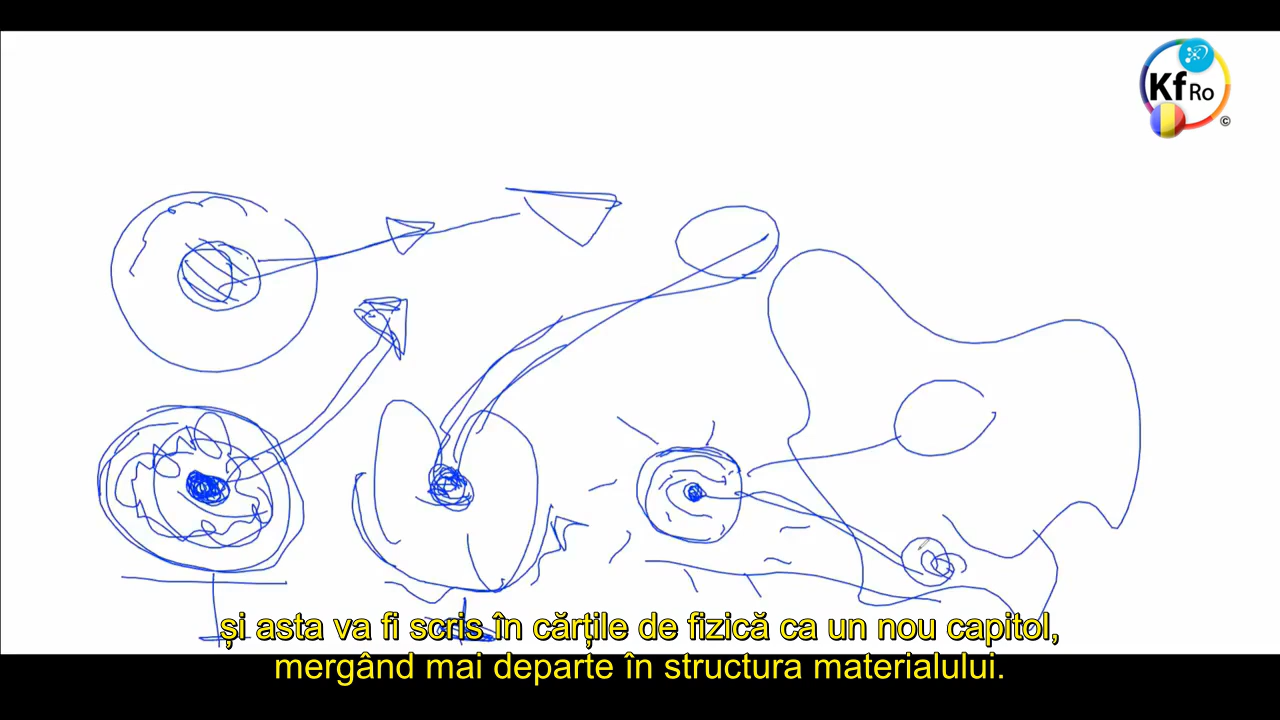 Kf Ro
©
și asta va fi scris în cărțile de fizică ca un nou capitol,
mergând mai departe în structura materialului.